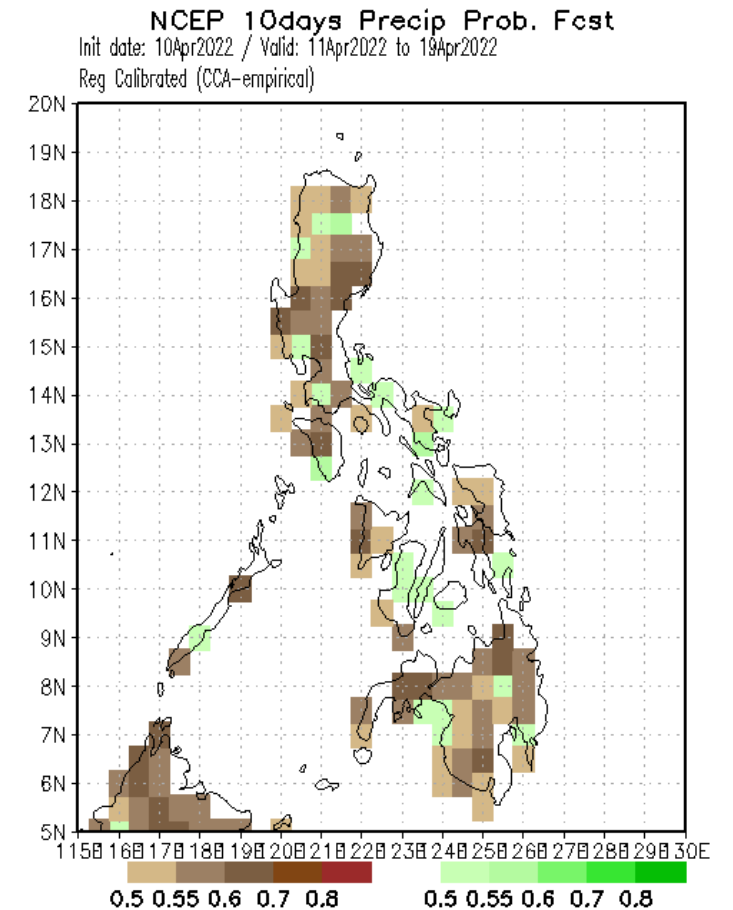 NCEP 10days Precip Prob. Fcst
Init date: 10Apr2022 / Valid: 11Apr2022 to 19Apr2022
Reg Calibrated (CCA-empirical)
20N
19N
18N
17N
16N
15N
14N
13N
12N
11N
10N
9N
8N
7N
6N
5N
0.5 0.55 0.6 0.7 0.8 0.5 0.55 0.6 0.7 0.8